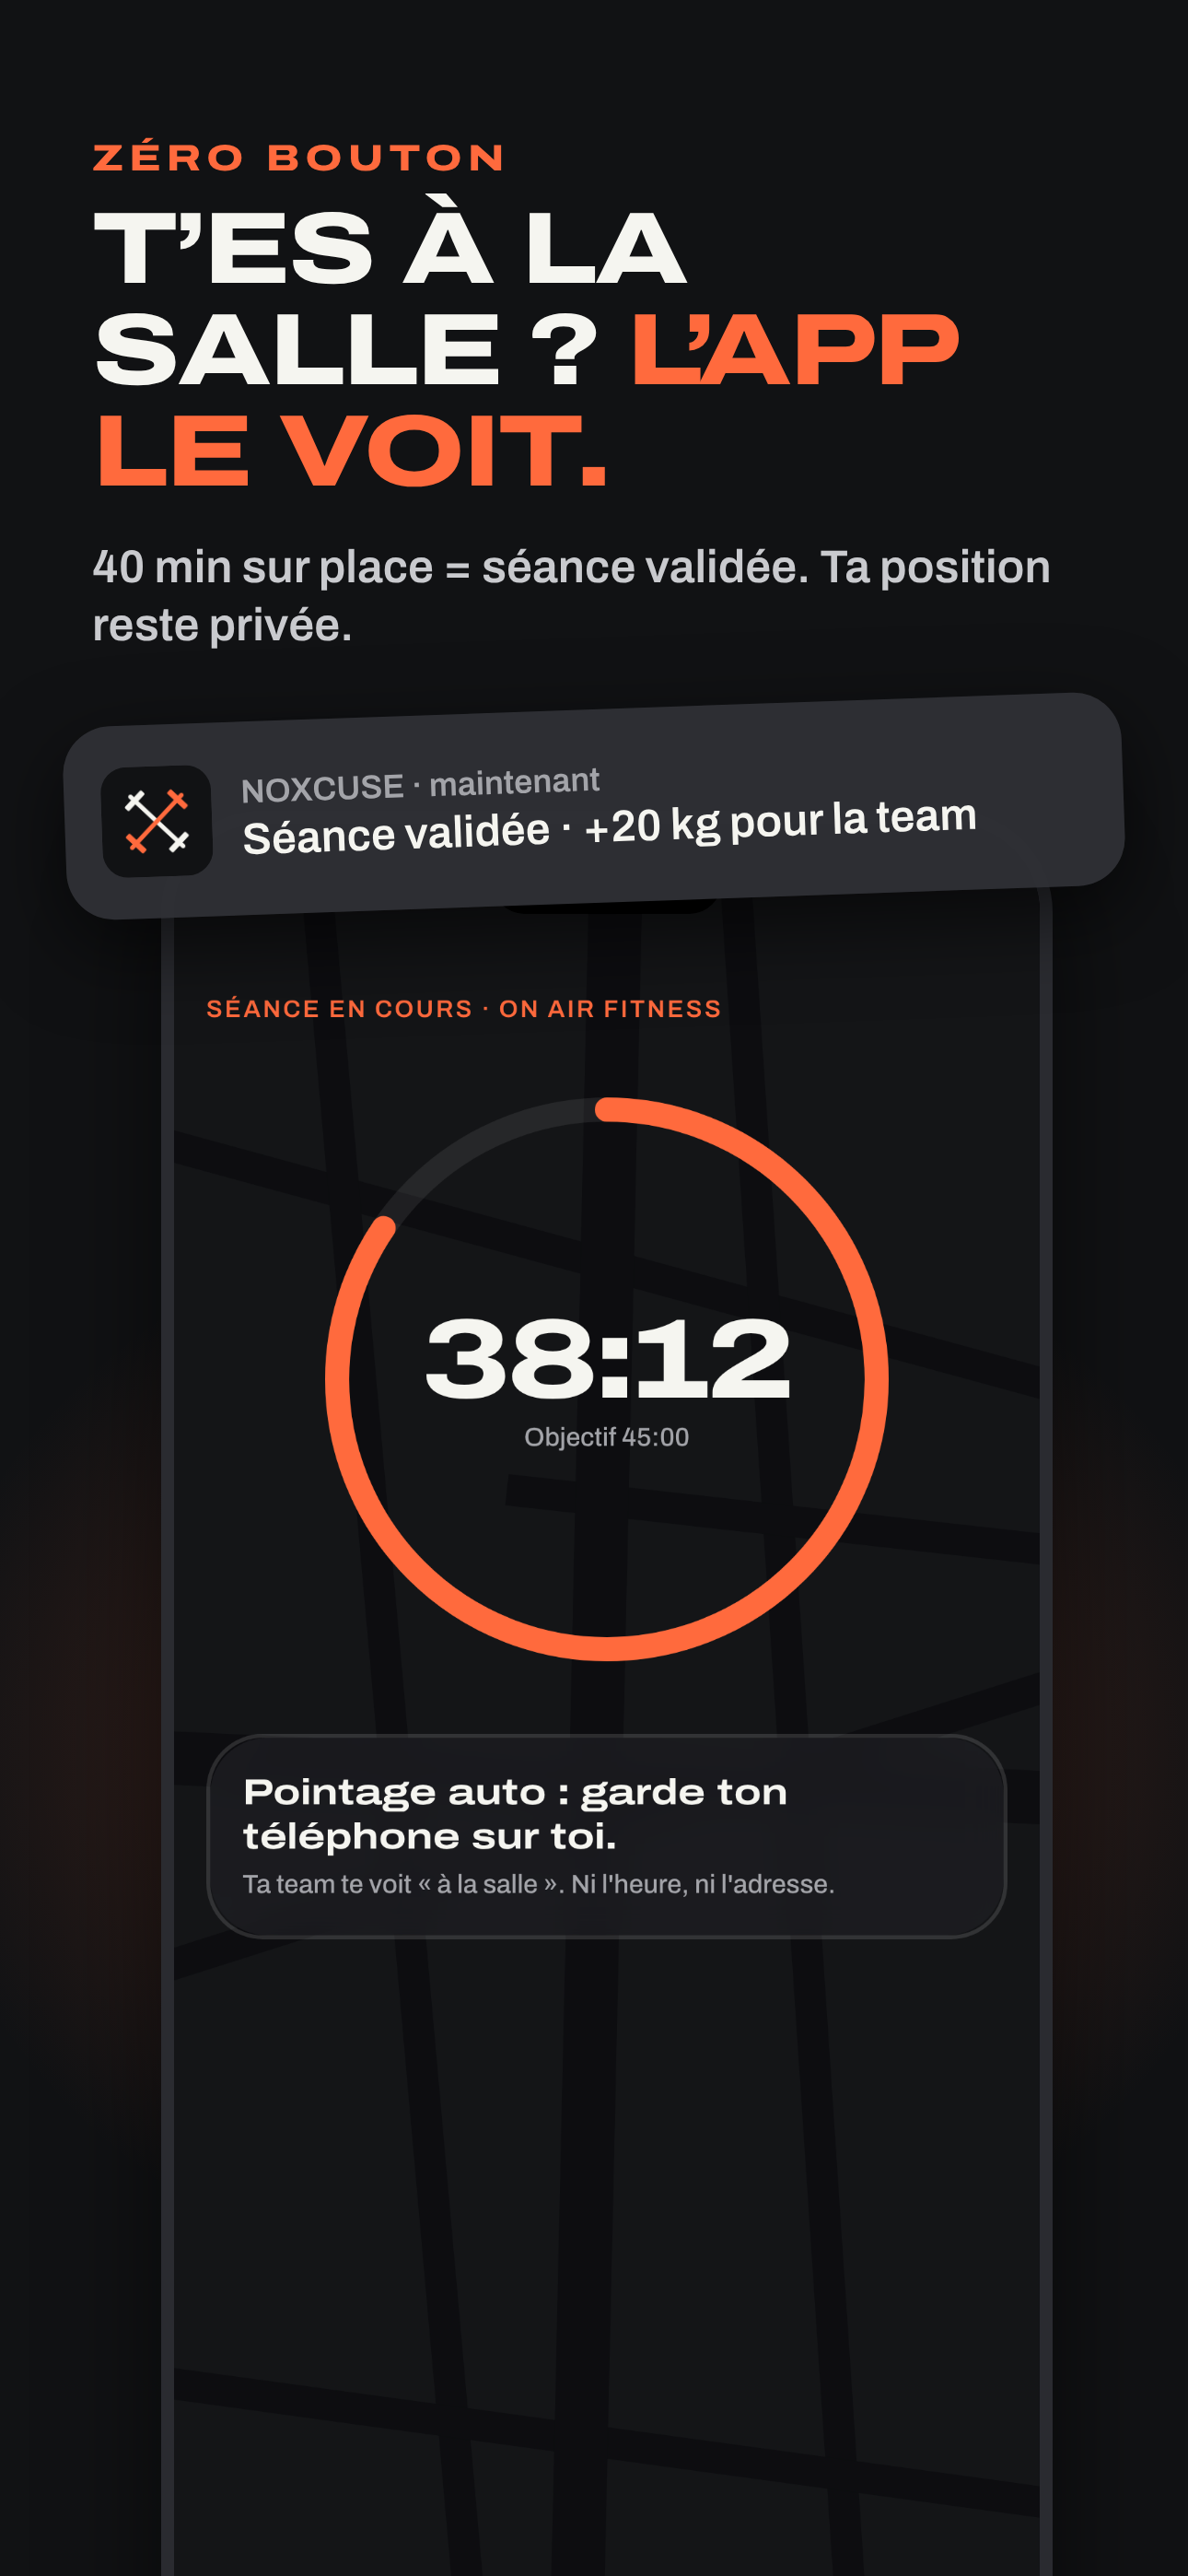 ZÉRO BOUTON
T’ES À LA
SALLE ? L’APP
LE VOIT.
40 min sur place = séance validée. Ta position
reste privée.
NOXCUSE · maintenant
Séance validée · +20 kg pour la team
SÉANCE EN COURS · ON AIR FITNESS
38:12
Objectif 45:00
Pointage auto : garde ton
téléphone sur toi.
Ta team te voit « à la salle ». Ni l'heure, ni l'adresse.